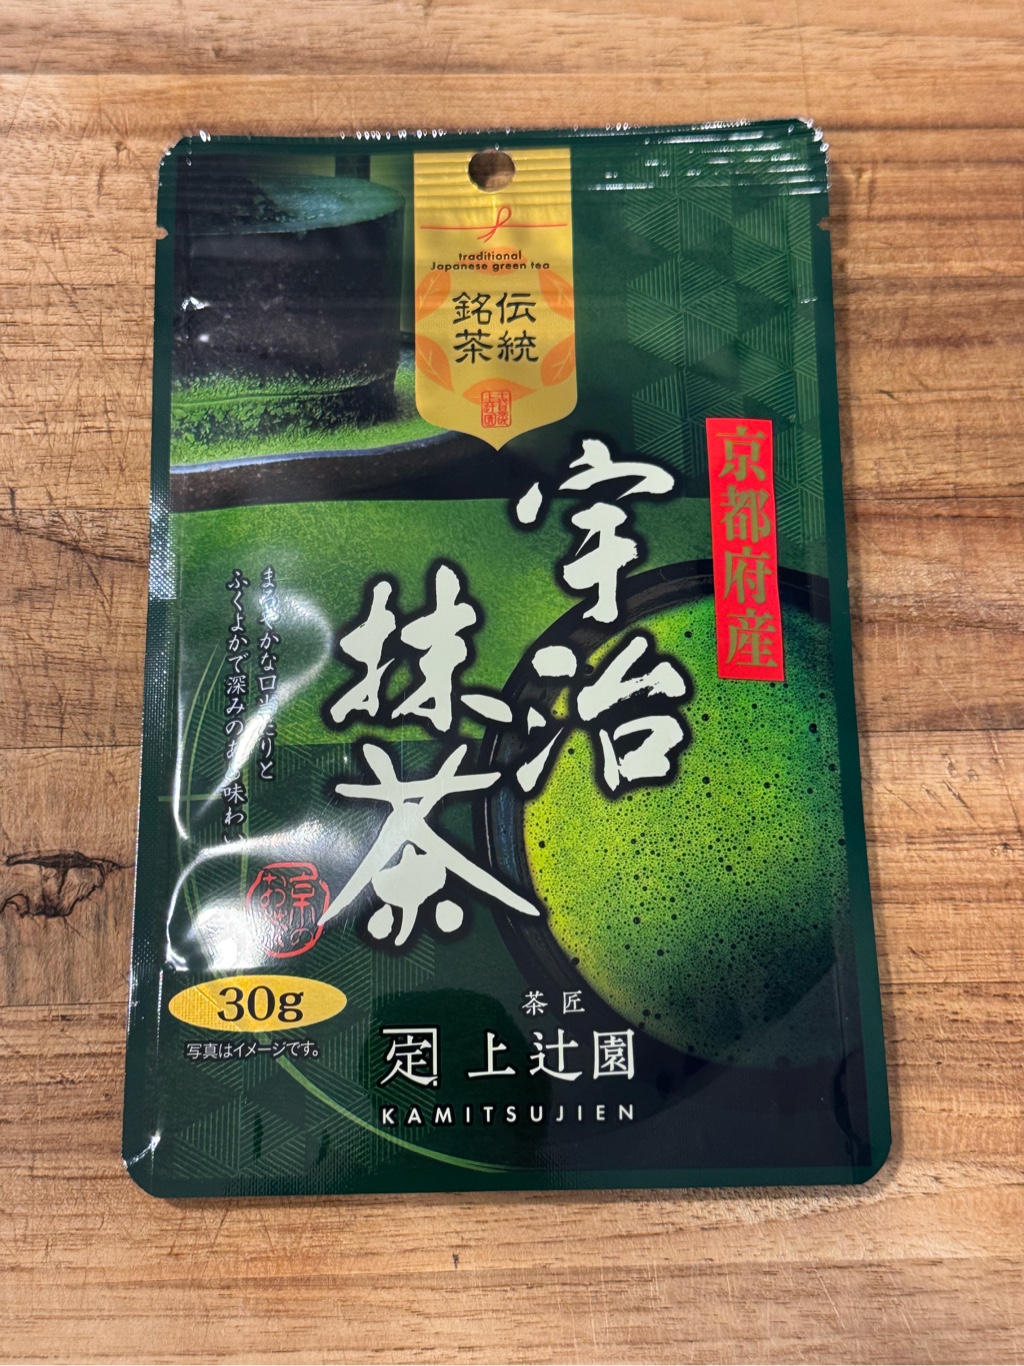 traditional
Japanese green tea
伝統
銘茶
京都府産
宇治
抹茶
まろやかな口当たりと
ふくよかで深みのある味わい
30g
写真はイメージです。
茶匠
上辻園
KAMITSUJIEN